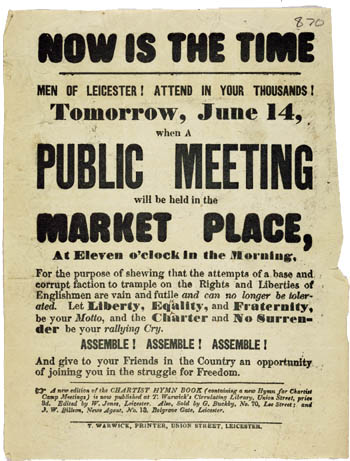 870
NOW IS THE TIME
MEN OF LEICESTER! ATTEND IN YOUR THOUSANDS!
Tomorrow, June 14,
when A
PUBLIC MEETING
will be held in the
MARKET PLACE,
At Eleven o'clock in the Morning,
For the purpose of shewing that the attempts of a base and
corrupt faction to trample on the Rights and Liberties of
Englishmen are vain and futile and can no longer be toler-
ated. Let Liberty, Eqality, and Fraternity,
be your Motto, and the Charter and No Surren-
der be your rallying Cry.
ASSEMBLE! ASSEMBLE! ASSEMBLE!
And give to your Friends in the Country an opportunity
of joining you in the struggle for Freedom.
☞ A new edition of the CHARTIST HYMN BOOK (containing a new Hymn for Chartist
Camp Meetings) is now published at T. Warwick's Circulating Library, Union Street, price
3d. Edited by W. Jones, Leicester. Also, Sold by G. Buckby, No. 10, Lee Street; and
J. W. Billson, News Agent, No. 13, Belgrave Gate, Leicester.
T. WARWICK, PRINTER, UNION STREET, LEICESTER.